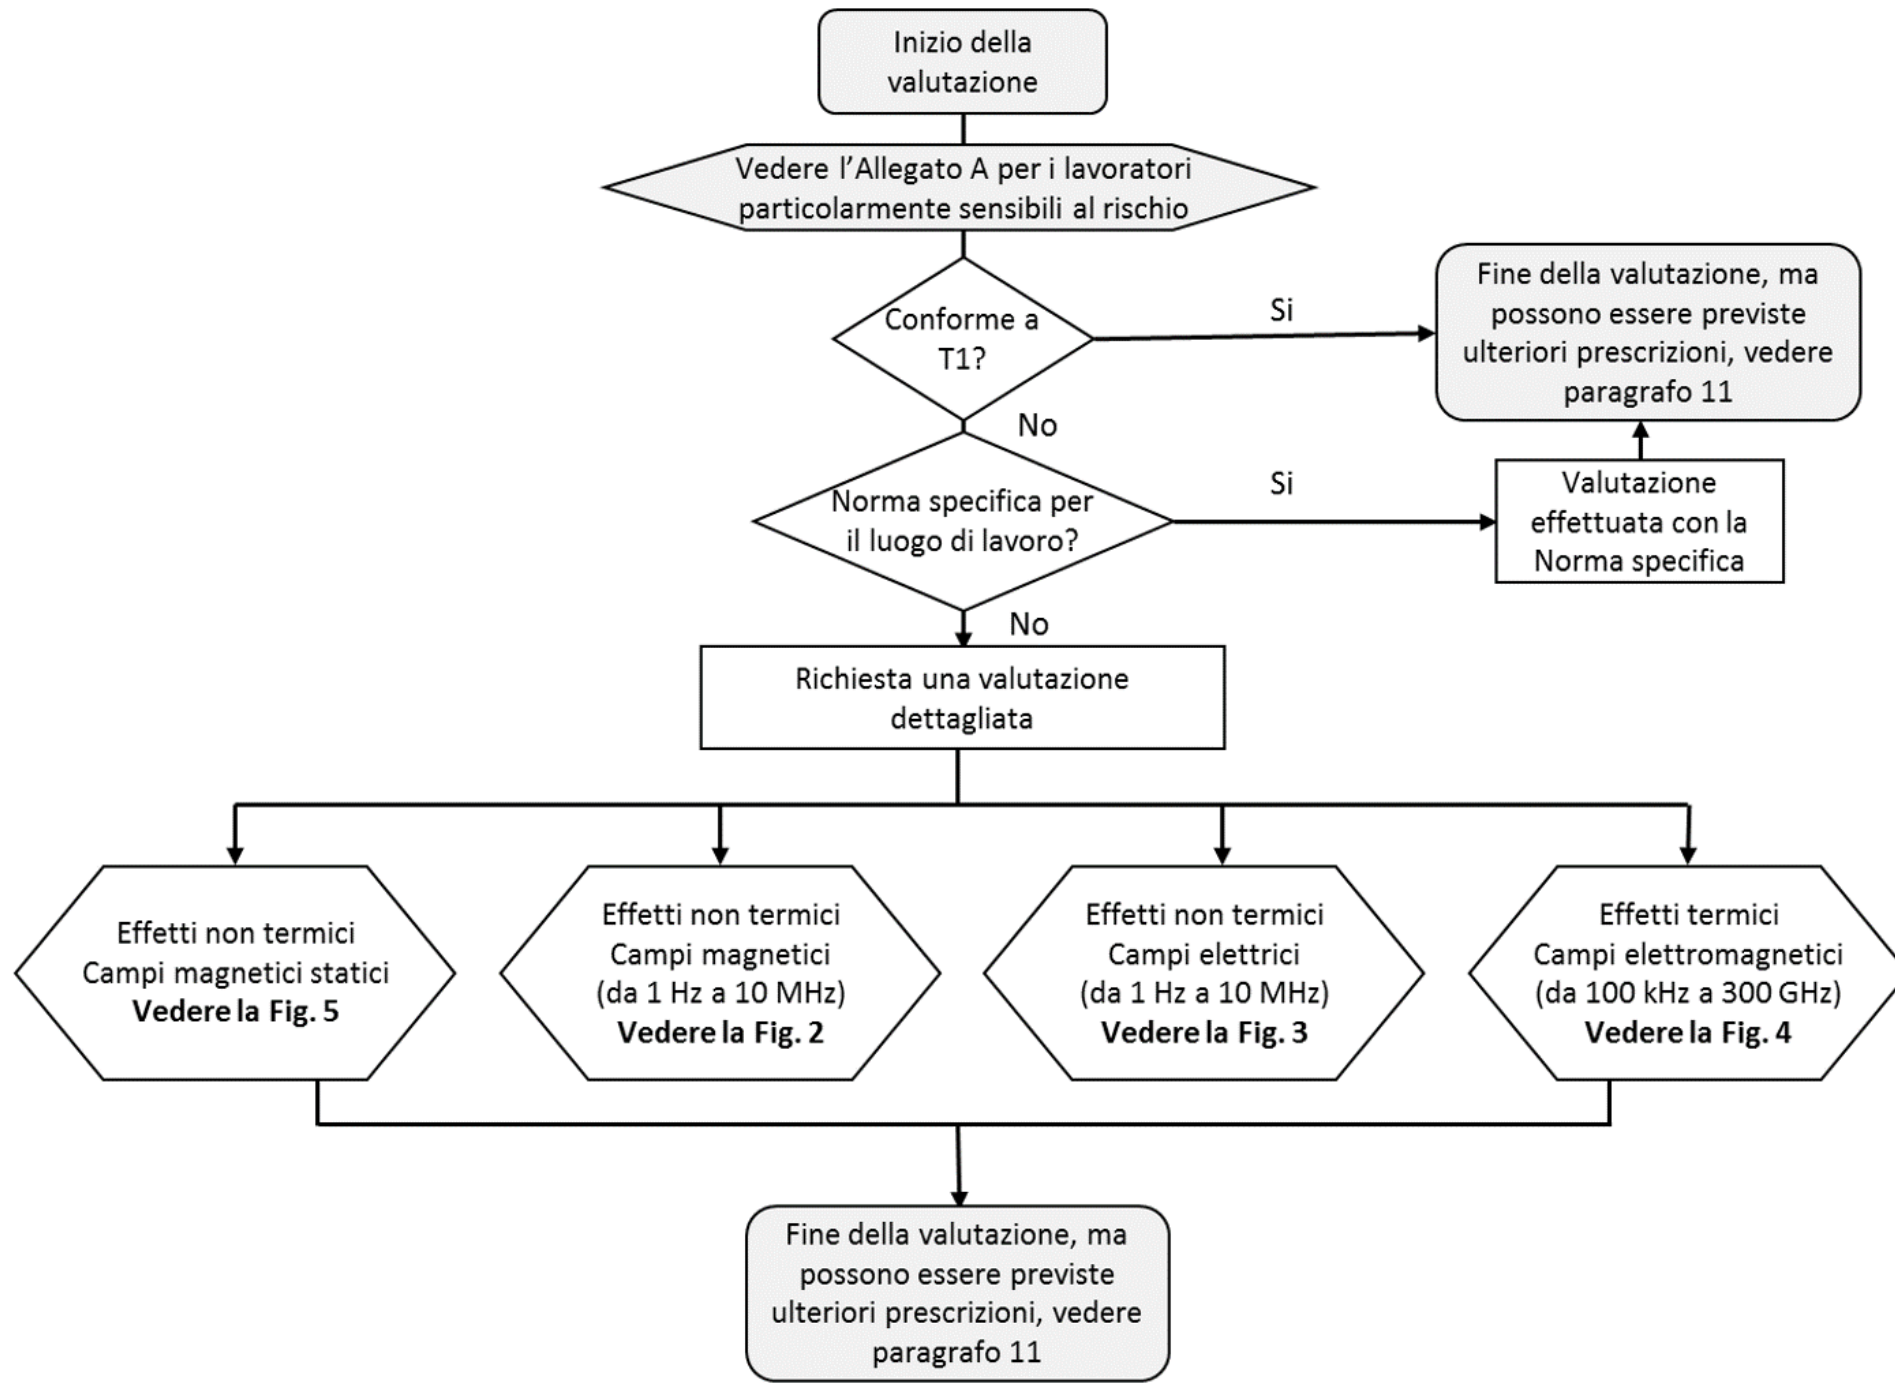 Inizio della
valutazione
Vedere l’Allegato A per i lavoratori
particolarmente sensibili al rischio
Conforme a
T1?
Si
Fine della valutazione, ma
possono essere previste
ulteriori prescrizioni, vedere
paragrafo 11
No
Norma specifica per
il luogo di lavoro?
Si
Valutazione
effettuata con la
Norma specifica
No
Richiesta una valutazione
dettagliata
Effetti non termici
Campi magnetici statici
Vedere la Fig. 5
Effetti non termici
Campi magnetici
(da 1 Hz a 10 MHz)
Vedere la Fig. 2
Effetti non termici
Campi elettrici
(da 1 Hz a 10 MHz)
Vedere la Fig. 3
Effetti termici
Campi elettromagnetici
(da 100 kHz a 300 GHz)
Vedere la Fig. 4
Fine della valutazione, ma
possono essere previste
ulteriori prescrizioni, vedere
paragrafo 11